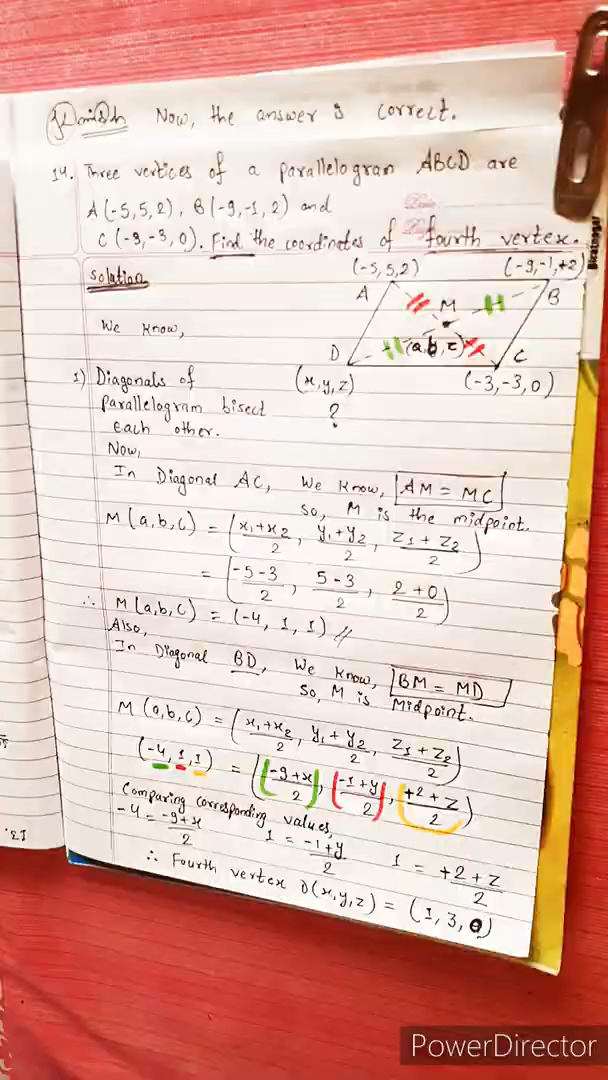 Now, the answer is correct.
14. Three vertices of a parallelogram ABCD are
A(-5,5,2), B(-9,-1,2) and
C(-3,-3,0). Find the coordinates of fourth vertex.
Solution
(-5,5,2) (-9,-1,+2)
A M B
We know,
D (a,b,c) C
1) Diagonals of (x,y,z) (-3,-3,0)
parallelogram bisect ?
each other.
Now,
In Diagonal AC, We know, AM = MC
So, M is the midpoint.
M(a,b,c) = (x₁+x₂/2, y₁+y₂/2, z₁+z₂/2)
= (-5-3/2, 5-3/2, 2+0/2)
∴ M(a,b,c) = (-4, 1, 1) //
Also,
In Diagonal BD, We know, BM = MD
So, M is Midpoint.
M(a,b,c) = (x₁+x₂/2, y₁+y₂/2, z₁+z₂/2)
(-4,1,1) = (-9+x/2, -1+y/2, +2+z/2)
Comparing corresponding values,
-4 = -9+x/2 1 = -1+y/2 1 = +2+z/2
∴ Fourth vertex D(x,y,z) = (1,3,0)
Biratnagar
13.
PowerDirector